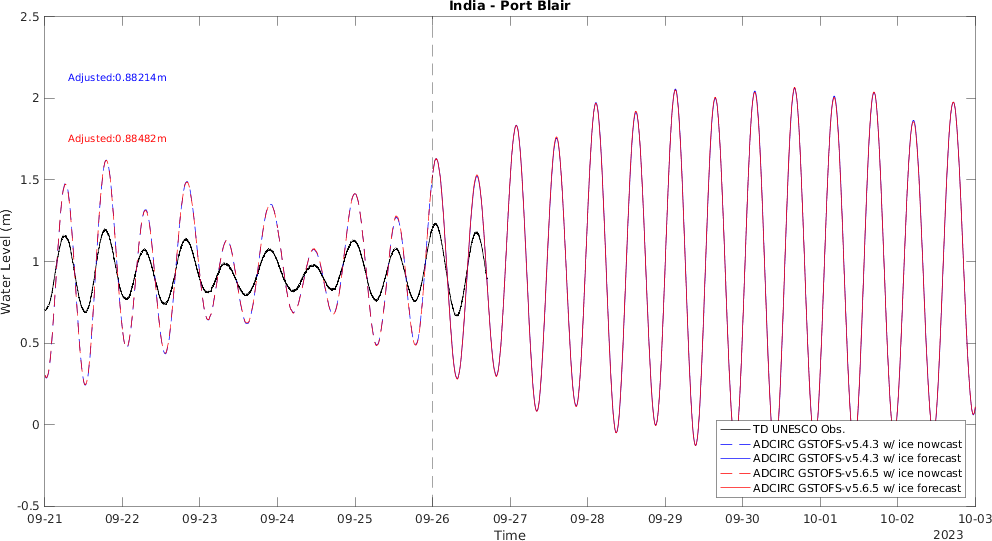 India - Port Blair
Adjusted:0.88214m
Adjusted:0.88482m
Water Level (m)
2.5
2
1.5
1
0.5
0
-0.5
TD UNESCO Obs.
ADCIRC GSTOFS-v5.4.3 w/ ice nowcast
ADCIRC GSTOFS-v5.4.3 w/ ice forecast
ADCIRC GSTOFS-v5.6.5 w/ ice nowcast
ADCIRC GSTOFS-v5.6.5 w/ ice forecast
09-21 09-22 09-23 09-24 09-25 09-26 09-27 09-28 09-29 09-30 10-01 10-02 10-03
Time
2023